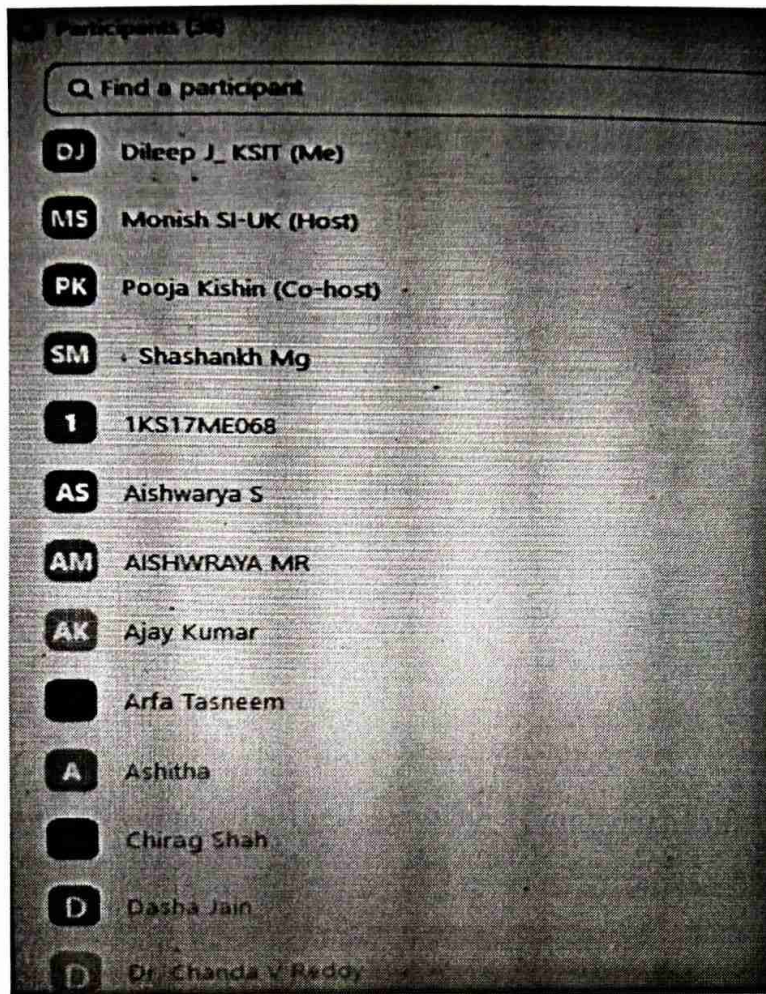 Participants (36)
Find a participant
DJ Dileep J_ KSIT (Me)
MS Monish SI-UK (Host)
PK Pooja Kishin (Co-host)
SM Shashankh Mg
1 1KS17ME068
AS Aishwarya S
AM AISHWRAYA MR
AK Ajay Kumar
Arfa Tasneem
A Ashitha
Chirag Shah
D Dasha Jain
D Dr. Chanda V Reddy